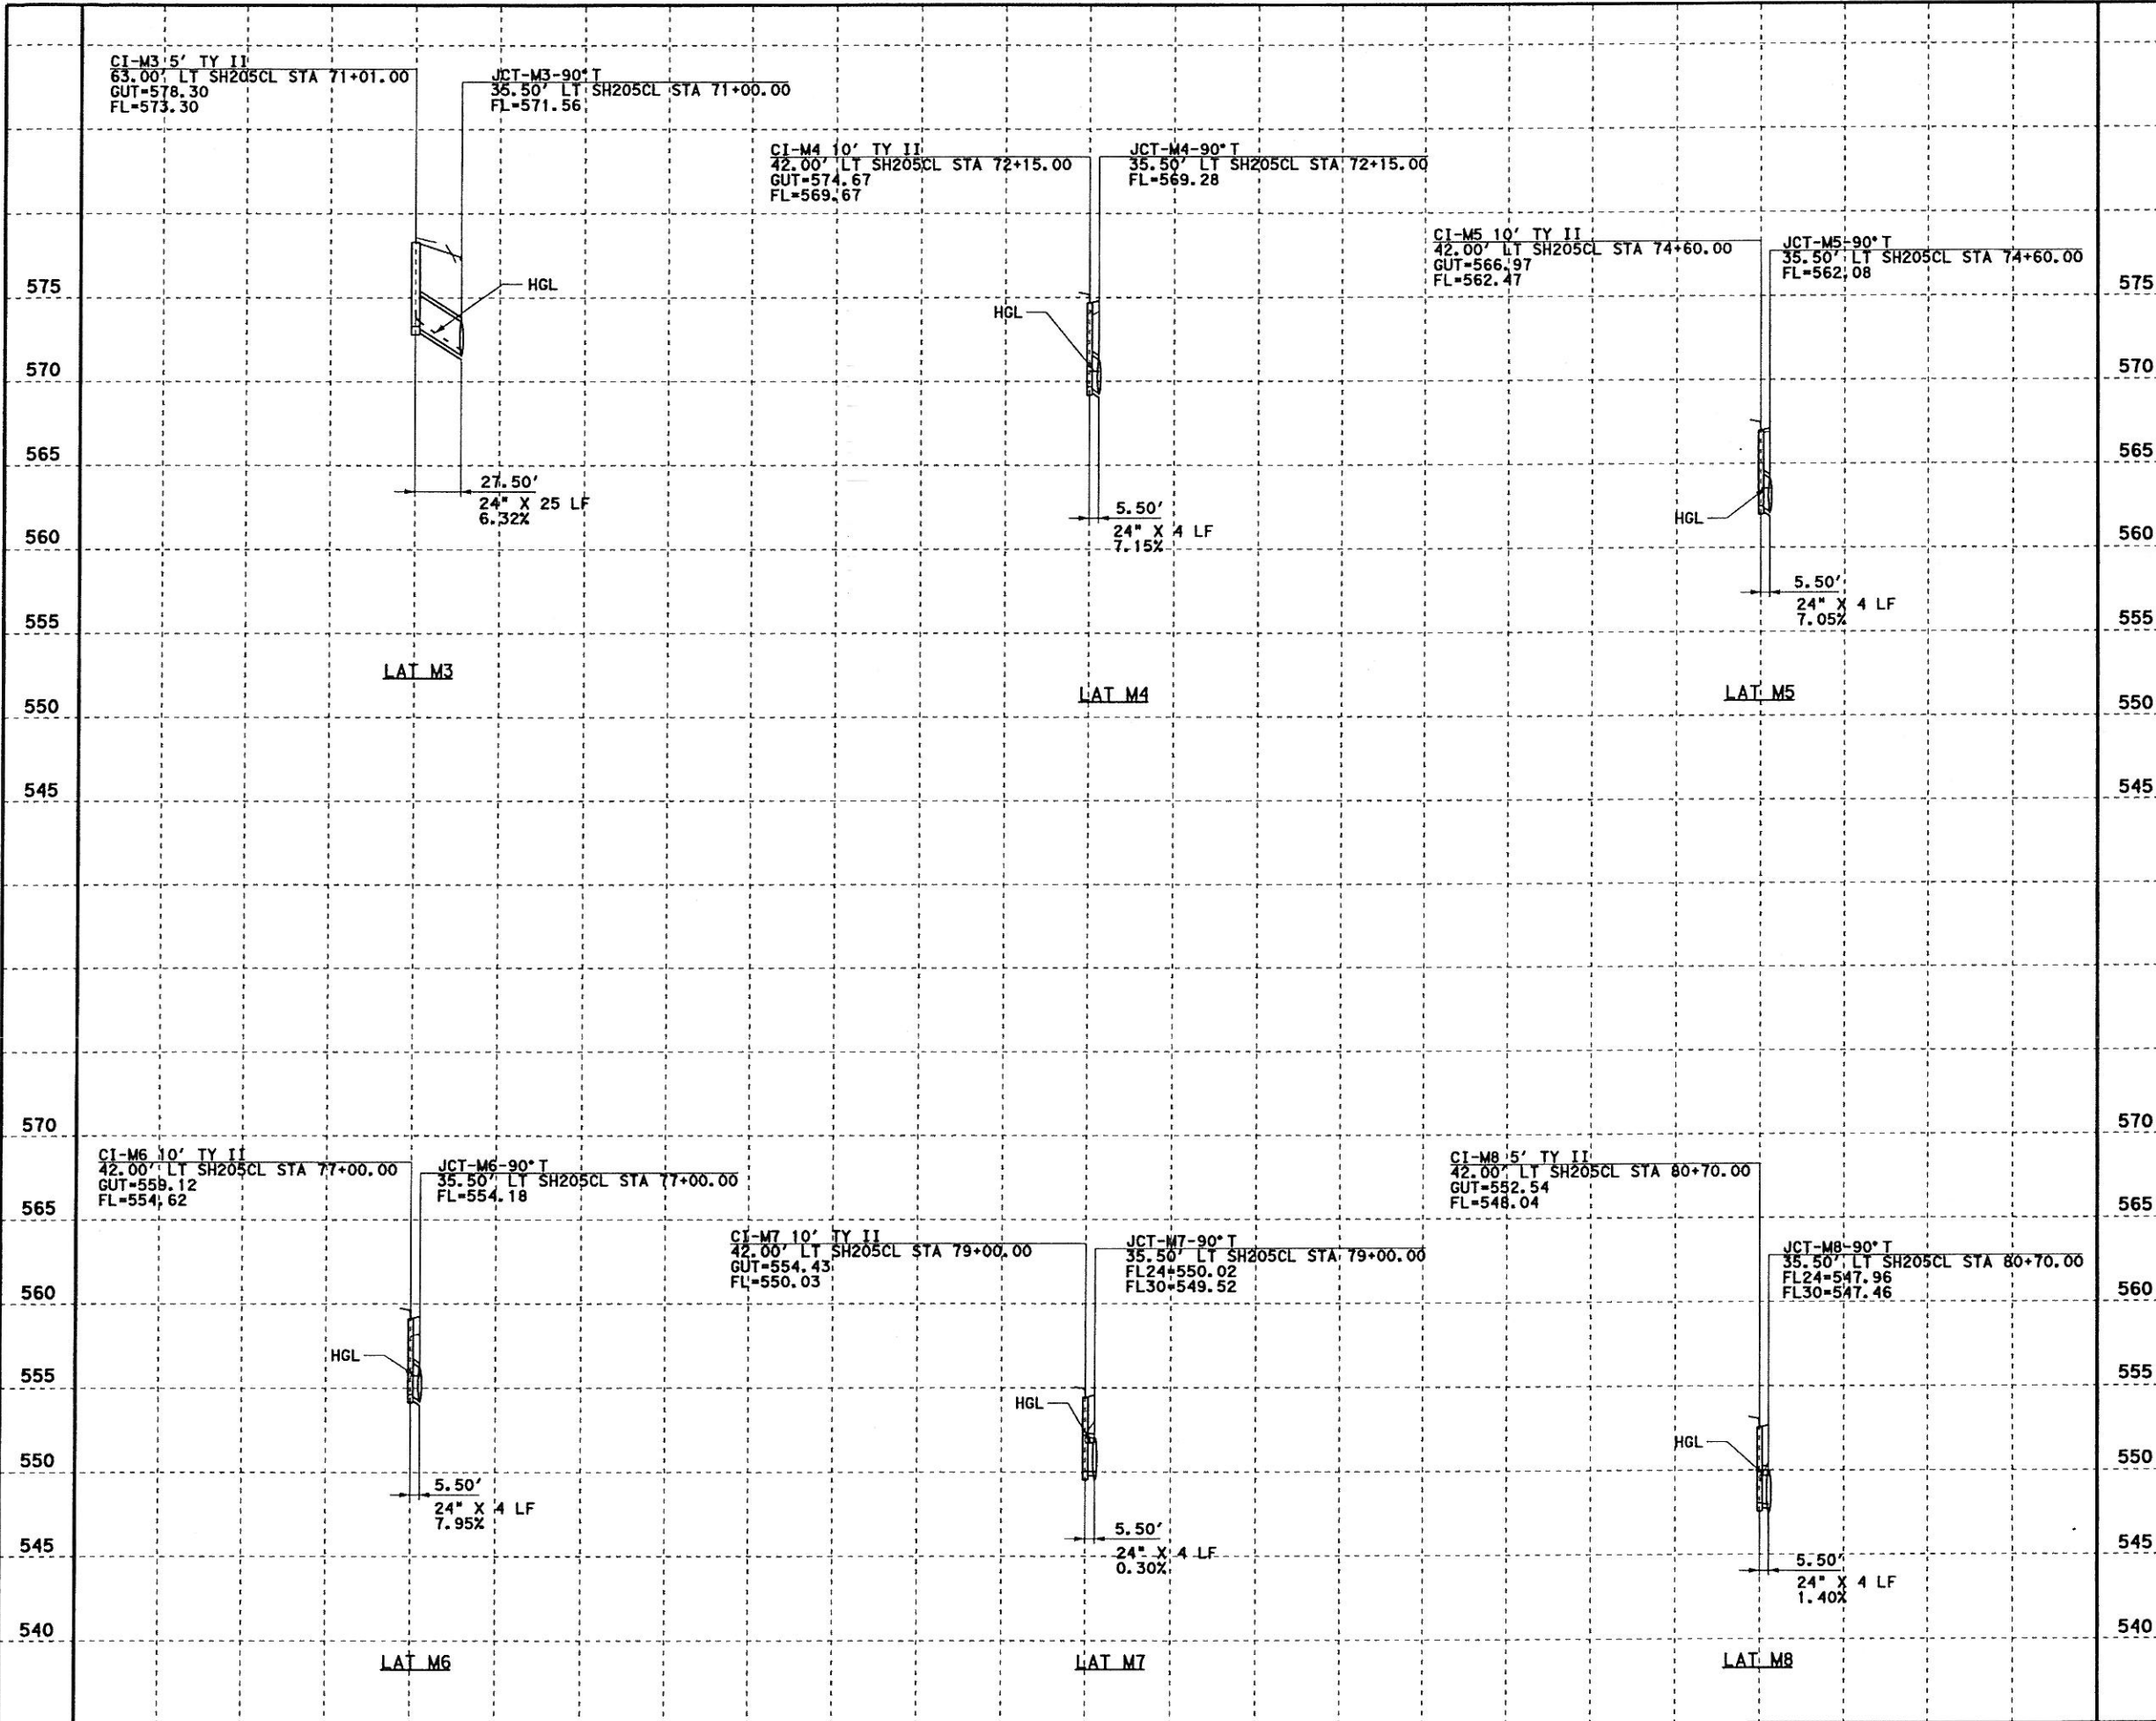 CI-M3 5' TY II
63.00' LT SH205CL STA 71+01.00
GUT=578.30
FL=573.30
JCT-M3-90°T
35.50' LT SH205CL STA 71+00.00
FL=571.56
HGL
27.50'
24" X 25 LF
6.32%
LAT M3
CI-M4 10' TY II
42.00' LT SH205CL STA 72+15.00
GUT=574.67
FL=569.67
JCT-M4-90°T
35.50' LT SH205CL STA 72+15.00
FL=569.28
HGL
5.50'
24" X 4 LF
7.15%
LAT M4
CI-M5 10' TY II
42.00' LT SH205CL STA 74+60.00
GUT=566.97
FL=562.47
JCT-M5-90°T
35.50' LT SH205CL STA 74+60.00
FL=562.08
HGL
5.50'
24" X 4 LF
7.05%
LAT M5
575
570
565
560
555
550
545
575
570
565
560
555
550
545
CI-M6 10' TY II
42.00' LT SH205CL STA 77+00.00
GUT=559.12
FL=554.62
JCT-M6-90°T
35.50' LT SH205CL STA 77+00.00
FL=554.18
HGL
5.50'
24" X 4 LF
7.95%
LAT M6
CI-M7 10' TY II
42.00' LT SH205CL STA 79+00.00
GUT=554.43
FL=550.03
JCT-M7-90°T
35.50' LT SH205CL STA 79+00.00
FL24=550.02
FL30=549.52
HGL
5.50'
24" X 4 LF
0.30%
LAT M7
CI-M8 5' TY II
42.00' LT SH205CL STA 80+70.00
GUT=552.54
FL=548.04
JCT-M8-90°T
35.50' LT SH205CL STA 80+70.00
FL24=547.96
FL30=547.46
HGL
5.50'
24" X 4 LF
1.40%
LAT M8
570
565
560
555
550
545
540
570
565
560
555
550
545
540